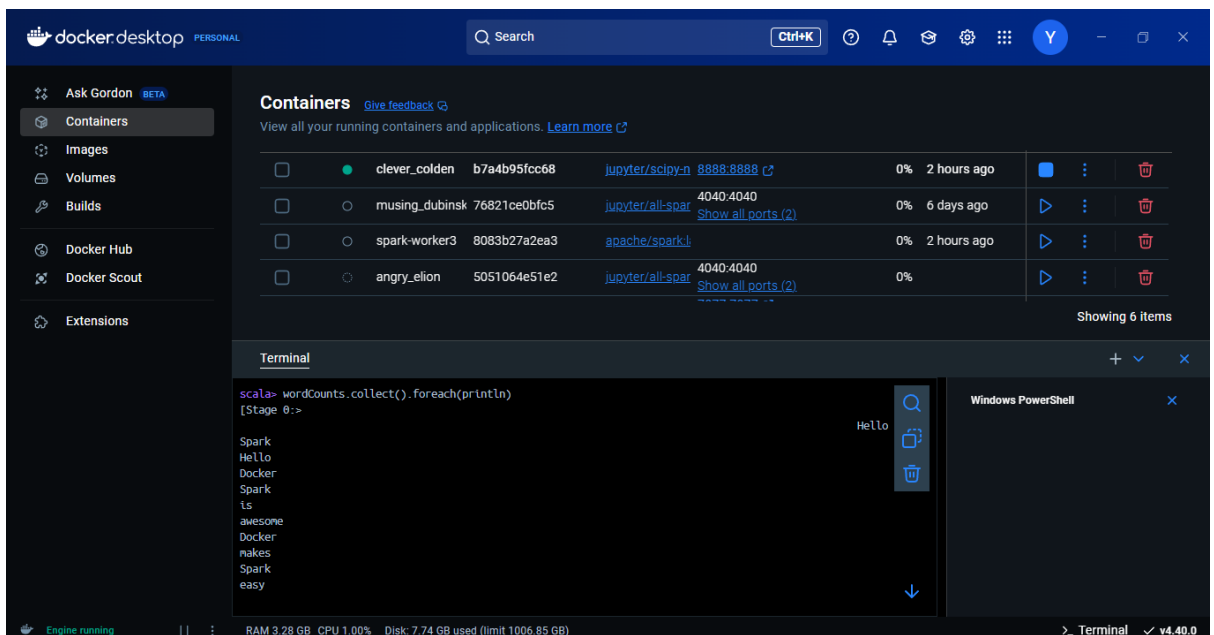 docker.desktop PERSONAL
Search Ctrl+K
Y
Ask Gordon BETA
Containers
Images
Volumes
Builds
Docker Hub
Docker Scout
Extensions
Containers Give feedback
View all your running containers and applications. Learn more
clever_colden b7a4b95fcc68 jupyter/scipy-n 8888:8888 0% 2 hours ago
musing_dubinsk 76821ce0bfc5 jupyter/all-spar 4040:4040 0% 6 days ago
Show all ports (2)
spark-worker3 8083b27a2ea3 apache/spark:l 0% 2 hours ago
angry_elion 5051064e51e2 jupyter/all-spar 4040:4040 0%
Show all ports (2)
Showing 6 items
Terminal
scala> wordCounts.collect().foreach(println)
[Stage 0:>
Hello
Spark
Hello
Docker
Spark
is
awesome
Docker
makes
Spark
easy
Windows PowerShell
Engine running
RAM 3.28 GB CPU 1.00% Disk: 7.74 GB used (limit 1006.85 GB)
Terminal v4.40.0